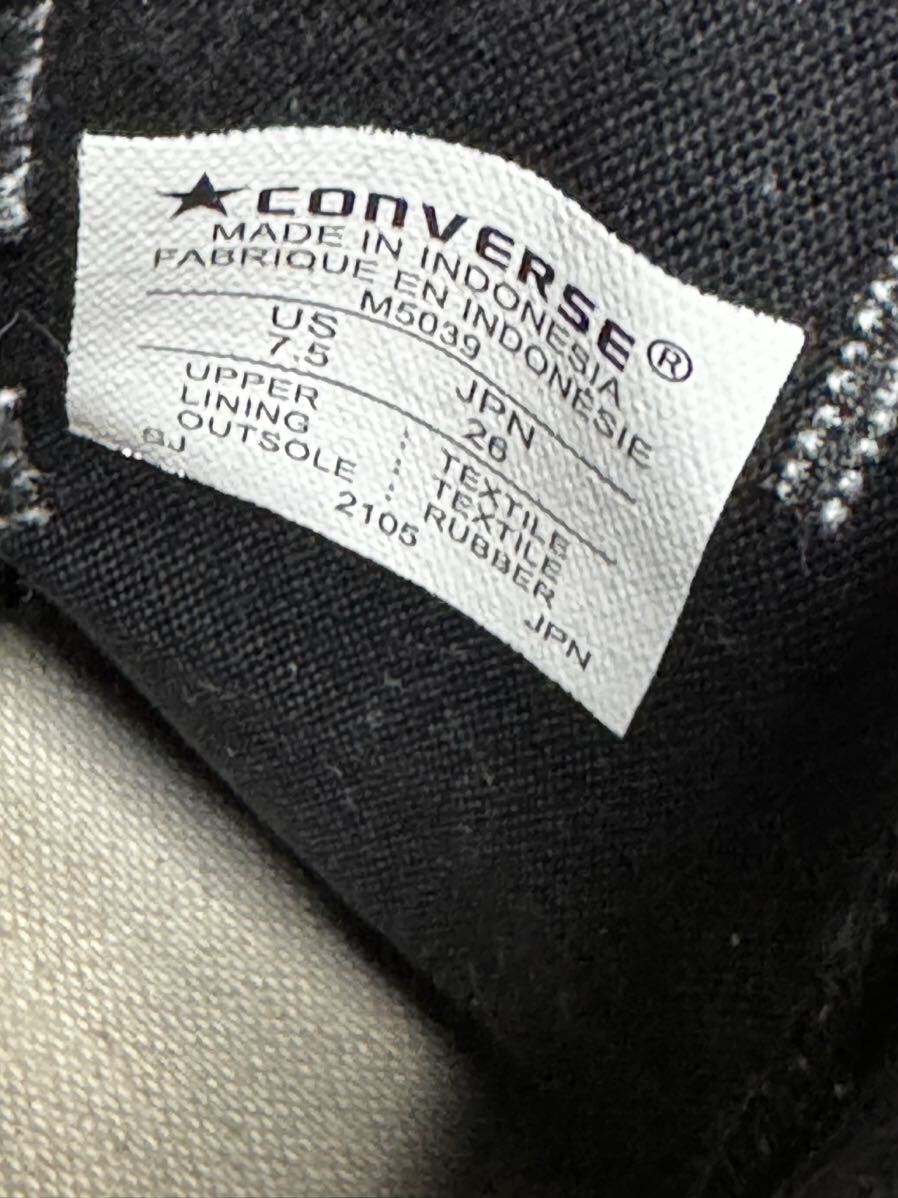 ★CONVERSE®
MADE IN INDONESIA
FABRIQUE EN INDONÉSIE
M5039
US JPN
7.5 26
UPPER : TEXTILE
LINING : TEXTILE
OUTSOLE : RUBBER
2105 JPN